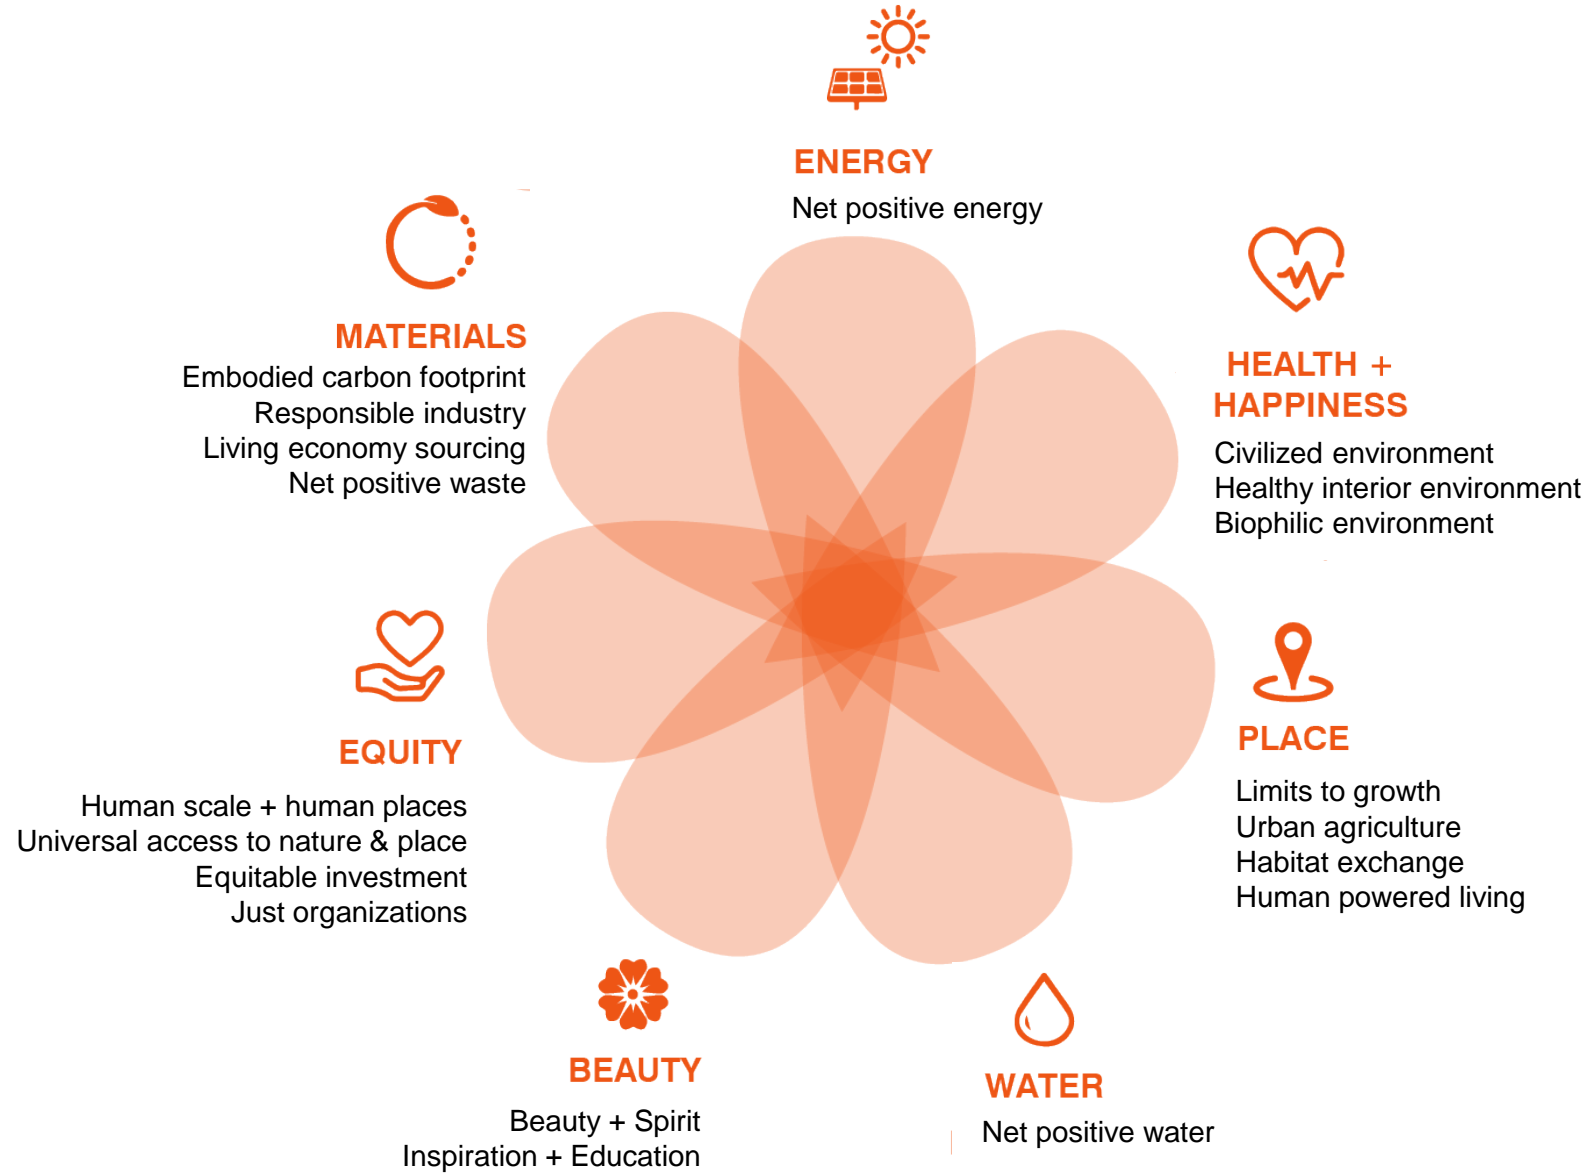 ENERGY
Net positive energy
MATERIALS
Embodied carbon footprint
Responsible industry
Living economy sourcing
Net positive waste
HEALTH +
HAPPINESS
Civilized environment
Healthy interior environment
Biophilic environment
EQUITY
Human scale + human places
Universal access to nature & place
Equitable investment
Just organizations
PLACE
Limits to growth
Urban agriculture
Habitat exchange
Human powered living
BEAUTY
Beauty + Spirit
Inspiration + Education
WATER
Net positive water